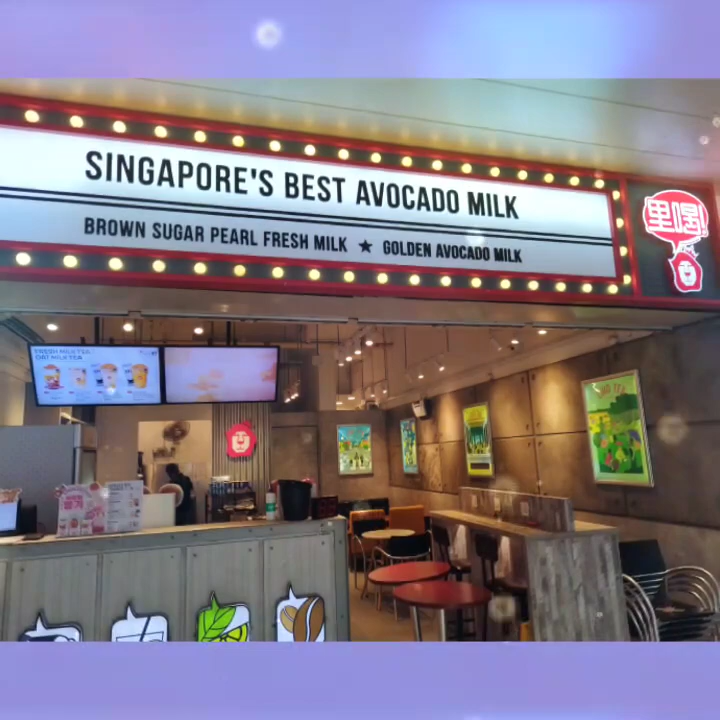 SINGAPORE'S BEST AVOCADO MILK
BROWN SUGAR PEARL FRESH MILK ★ GOLDEN AVOCADO MILK
里喝!
FRESH MILK TEA
OAT MILK TEA